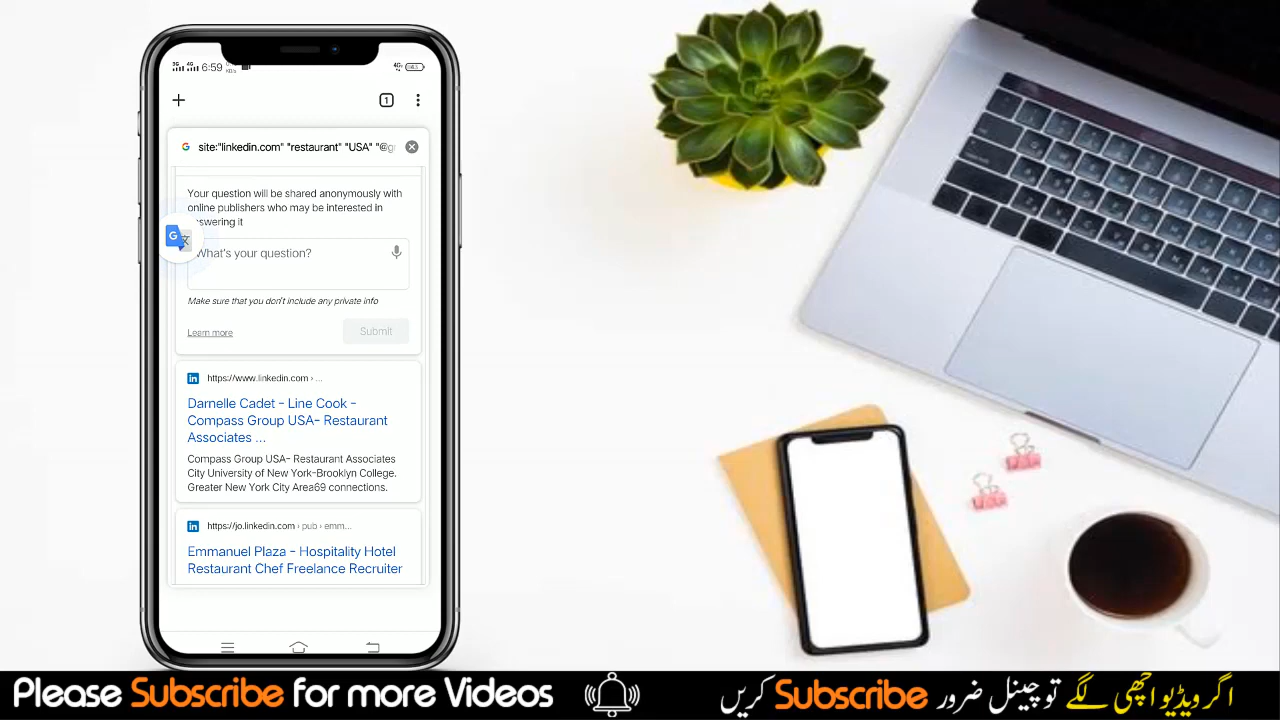 6:59
1
site:"linkedin.com" "restaurant" "USA" "@g
Your question will be shared anonymously with
online publishers who may be interested in
answering it
What's your question?
Make sure that you don't include any private info
Learn more
Submit
https://www.linkedin.com › ...
Darnelle Cadet - Line Cook -
Compass Group USA- Restaurant
Associates ...
Compass Group USA- Restaurant Associates
City University of New York-Brooklyn College.
Greater New York City Area69 connections.
https://jo.linkedin.com › pub › emm...
Emmanuel Plaza - Hospitality Hotel
Restaurant Chef Freelance Recruiter
Please Subscribe for more Videos
اگر ویڈیو اچھی لگے تو چینل ضرور Subscribe کریں